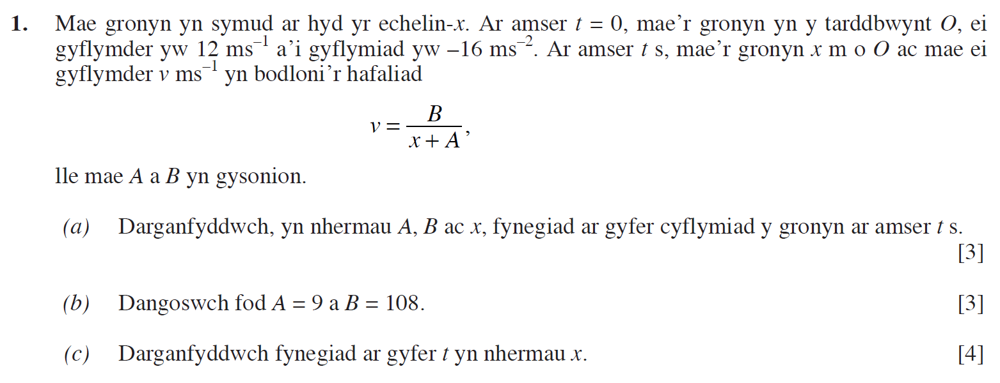 1. Mae gronyn yn symud ar hyd yr echelin-x. Ar amser t = 0, mae'r gronyn yn y tarddbwynt O, ei
gyflymder yw 12 ms⁻¹ a'i gyflymiad yw –16 ms⁻². Ar amser t s, mae'r gronyn x m o O ac mae ei
gyflymder v ms⁻¹ yn bodloni'r hafaliad
v = B / (x + A),
lle mae A a B yn gysonion.
(a) Darganfyddwch, yn nhermau A, B ac x, fynegiad ar gyfer cyflymiad y gronyn ar amser t s.
[3]
(b) Dangoswch fod A = 9 a B = 108. [3]
(c) Darganfyddwch fynegiad ar gyfer t yn nhermau x. [4]